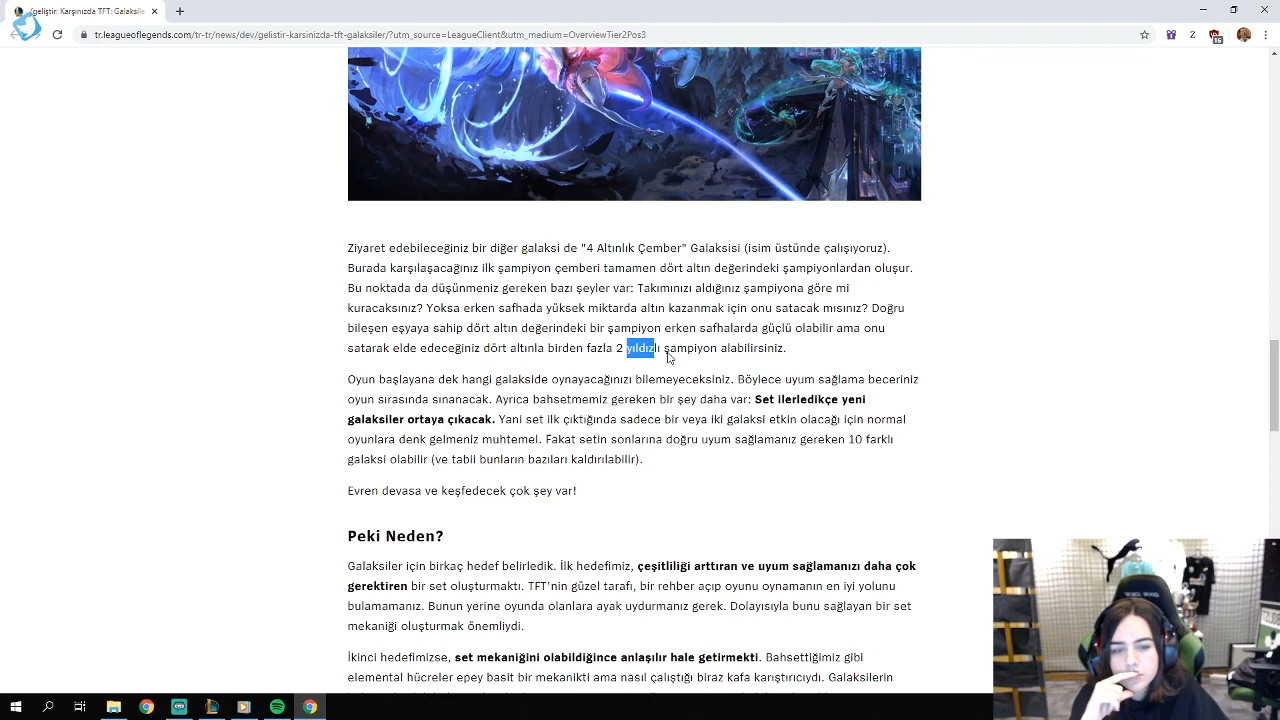 /geliştir: Karşınızda TFT: Galaksiler
tr.leagueoflegends.com/tr-tr/news/dev/gelistir-karsinizda-tft-galaksiler/?utm_source=LeagueClient&utm_medium=OverviewTier2Pos3
Ziyaret edebileceğiniz bir diğer galaksi de "4 Altınlık Çember" Galaksisi (isim üstünde çalışıyoruz).
Burada karşılaşacağınız ilk şampiyon çemberi tamamen dört altın değerindeki şampiyonlardan oluşur.
Bu noktada da düşünmeniz gereken bazı şeyler var: Takımınızı aldığınız şampiyona göre mi
kuracaksınız? Yoksa erken safhada yüksek miktarda altın kazanmak için onu satacak mısınız? Doğru
bileşen eşyaya sahip dört altın değerindeki bir şampiyon erken safhalarda güçlü olabilir ama onu
satarak elde edeceğiniz dört altınla birden fazla 2 yıldızlı şampiyon alabilirsiniz.
Oyun başlayana dek hangi galakside oynayacağınızı bilemeyeceksiniz. Böylece uyum sağlama beceriniz
oyun sırasında sınanacak. Ayrıca bahsetmemiz gereken bir şey daha var: Set ilerledikçe yeni
galaksiler ortaya çıkacak. Yani set ilk çıktığında sadece bir veya iki galaksi etkin olacağı için normal
oyunlara denk gelmeniz muhtemel. Fakat setin sonlarına doğru uyum sağlamanız gereken 10 farklı
galaksi olabilir (ve tabii bunların bazıları kaldırılabilir).
Evren devasa ve keşfedecek çok şey var!
Peki Neden?
Galaksiler için birkaç hedef belirledik. İlk hedefimiz, çeşitliliği arttıran ve uyum sağlamanızı daha çok
gerektiren bir set oluşturmaktı. TFT'nin güzel tarafı, bir rehber açıp oyunu oynamanın en iyi yolunu
bulamamanız. Bunun yerine oyunda olanlara ayak uydurmanız gerek. Dolayısıyla bunu sağlayan bir set
mekaniği oluşturmak önemliydi.
İkinci hedefimizse, set mekaniğini olabildiğince anlaşılır hale getirmekti. Bahsettiğimiz gibi
elemental hücreler epey basit bir mekanikti ama nasıl çalıştığı biraz kafa karıştırıcıydı. Galaksilerin